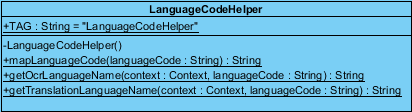 LanguageCodeHelper
+TAG : String = "LanguageCodeHelper"
-LanguageCodeHelper()
+mapLanguageCode(languageCode : String) : String
+getOcrLanguageName(context : Context, languageCode : String) : String
+getTranslationLanguageName(context : Context, languageCode : String) : String